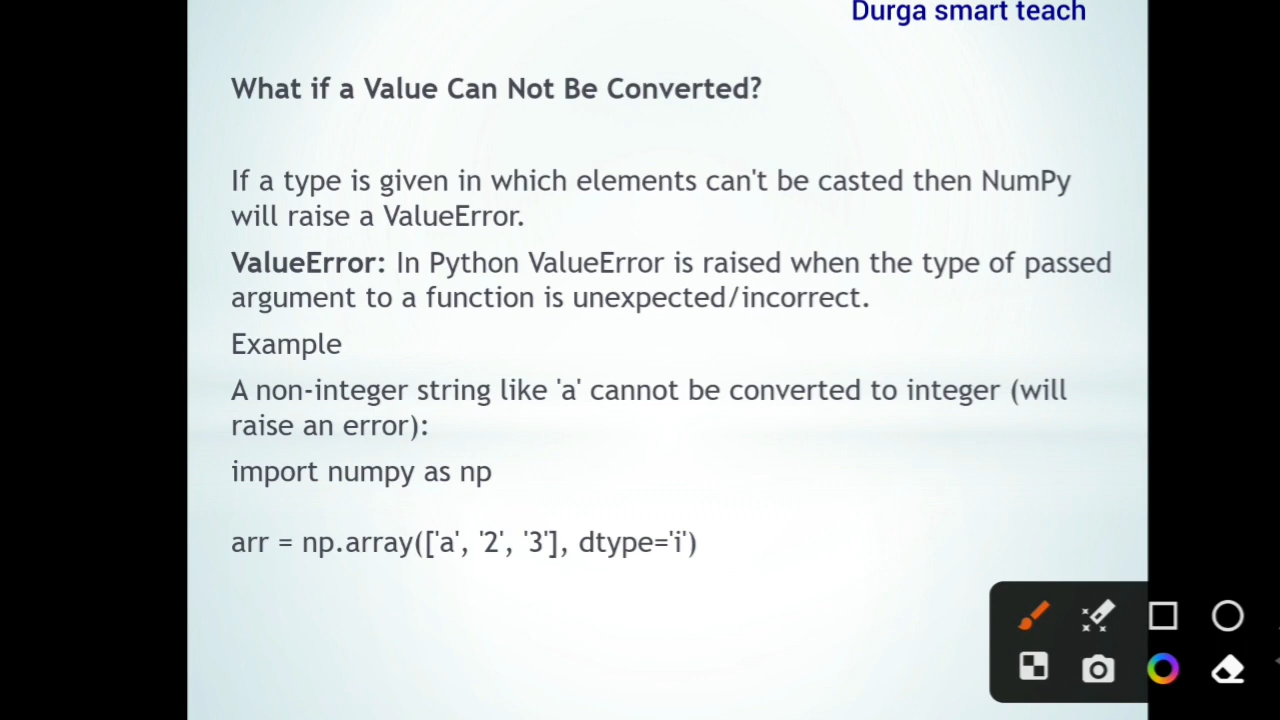 Durga smart teach
What if a Value Can Not Be Converted?
If a type is given in which elements can't be casted then NumPy
will raise a ValueError.
ValueError: In Python ValueError is raised when the type of passed
argument to a function is unexpected/incorrect.
Example
A non-integer string like 'a' cannot be converted to integer (will
raise an error):
import numpy as np
arr = np.array(['a', '2', '3'], dtype='i')